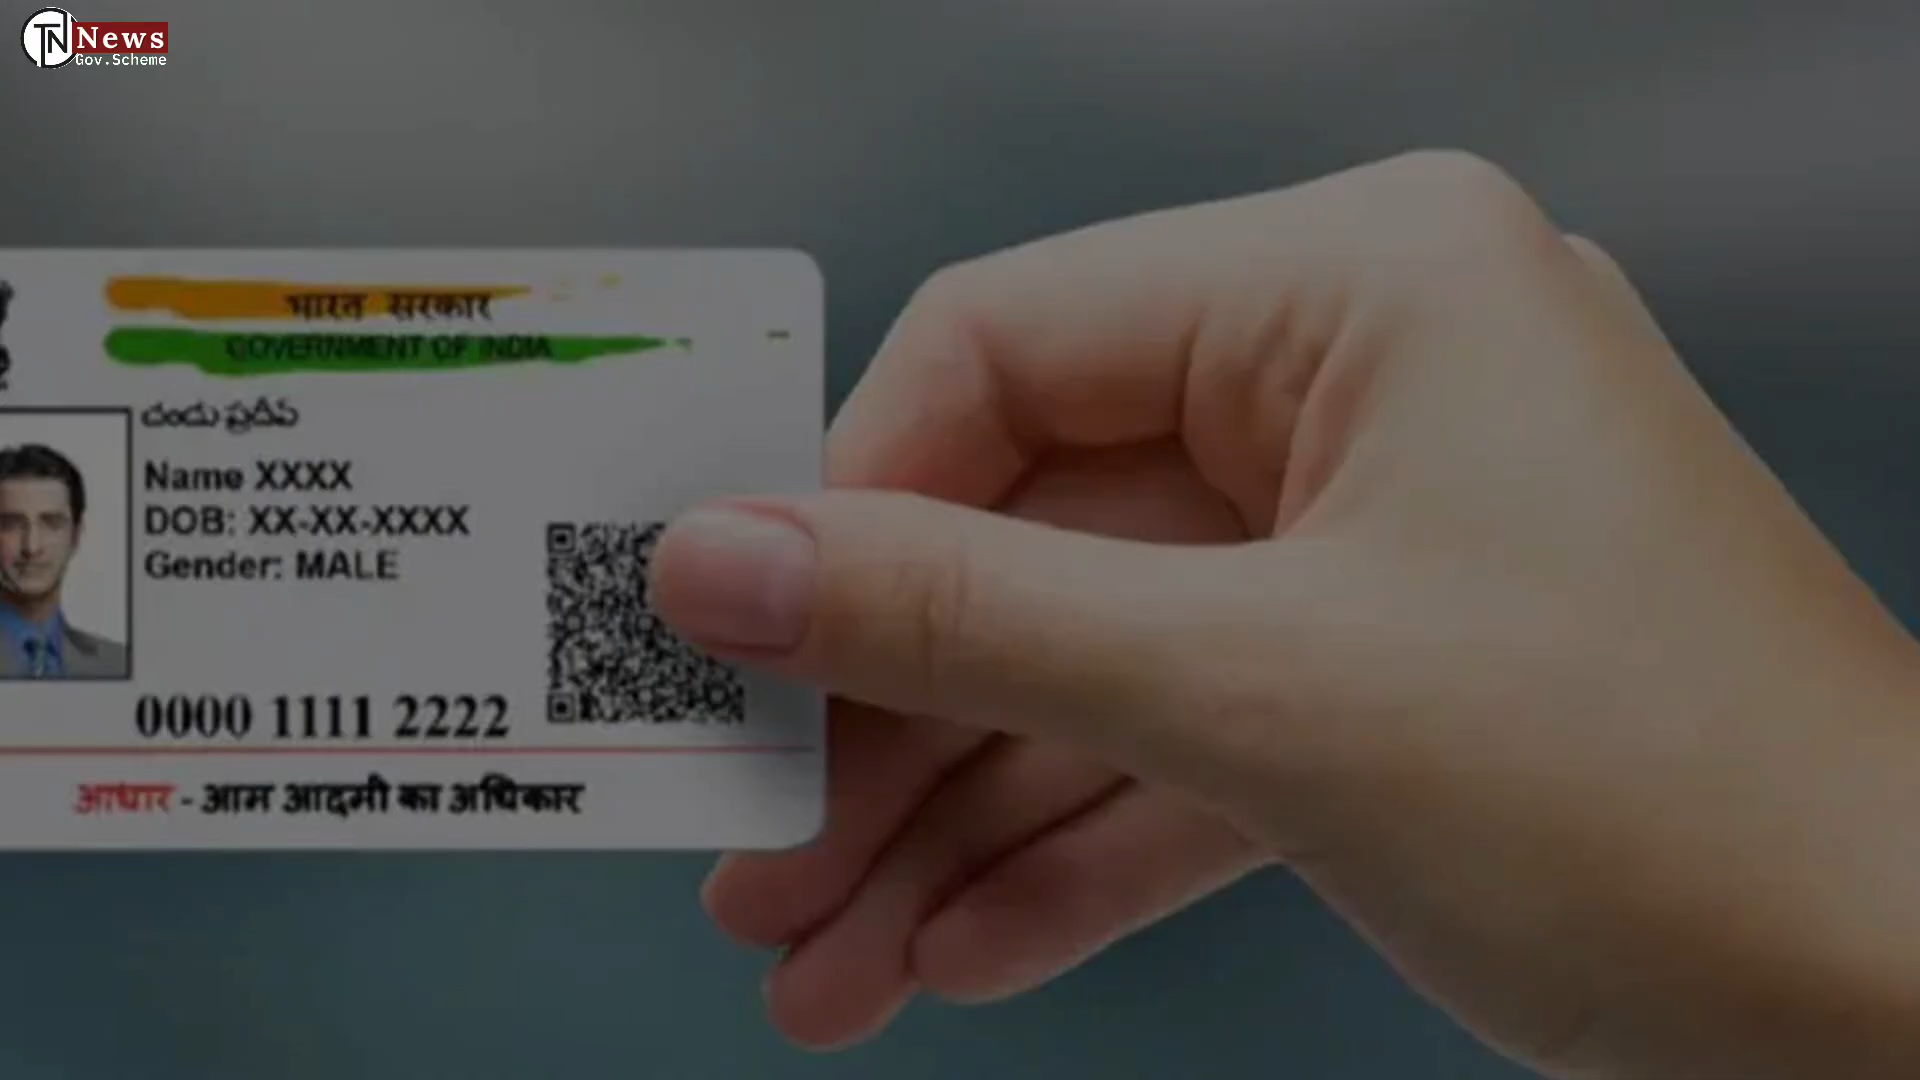 TN News
Gov.Scheme
भारत सरकार
GOVERNMENT OF INDIA
చందు ప్రదీప్
Name XXXX
DOB: XX-XX-XXXX
Gender: MALE
0000 1111 2222
आधार - आम आदमी का अधिकार